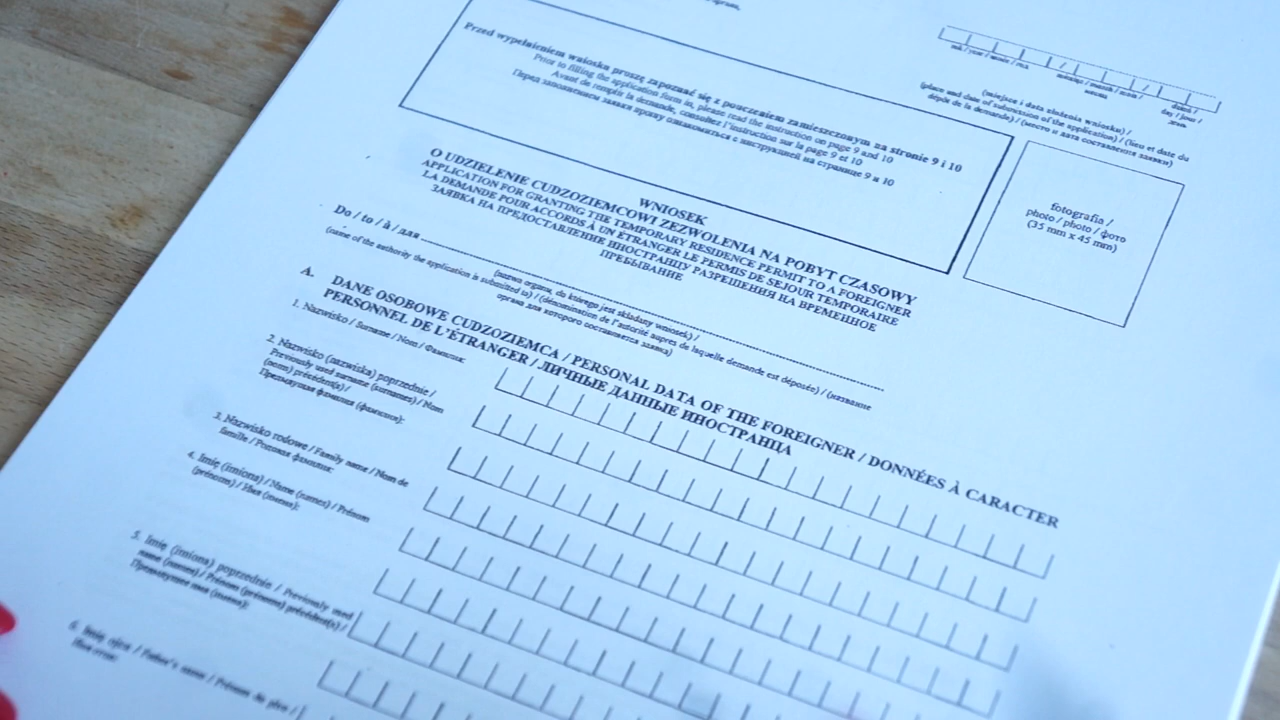 rok / year / année / год
miesiąc / month / mois /
месяц
dzień /
day / jour /
день
(miejsce i data złożenia wniosku) /
(place and date of submission of the application) / (lieu et date du
dépôt de la demande) / (место и дата составления заявки)
Przed wypełnieniem wniosku proszę zapoznać się z pouczeniem zamieszczonym na stronie 9 i 10
Prior to filling the application form in, please read the instruction on page 9 and 10
Avant de remplir la demande, consultez l'instruction sur la page 9 et 10
Перед заполнением заявки прошу ознакомиться с инструкцией на странице 9 и 10
fotografia /
photo / photo / фото
(35 mm x 45 mm)
WNIOSEK
O UDZIELENIE CUDZOZIEMCOWI ZEZWOLENIA NA POBYT CZASOWY
APPLICATION FOR GRANTING THE TEMPORARY RESIDENCE PERMIT TO A FOREIGNER
LA DEMANDE POUR ACCORDS À UN ÉTRANGER LE PERMIS DE SEJOUR TEMPORAIRE
ЗАЯВКА НА ПРЕДОСТАВЛЕНИЕ ИНОСТРАНЦУ РАЗРЕШЕНИЯ НА ВРЕМЕННОЕ
ПРЕБЫВАНИЕ
Do / to / à / для
(nazwa organu, do którego jest składany wniosek) /
(name of the authority the application is submitted to) / (dénomination de l'autorité auprès de laquelle demande est déposée) / (название
органа для которого составляется заявка)
A. DANE OSOBOWE CUDZOZIEMCA / PERSONAL DATA OF THE FOREIGNER / DONNÉES À CARACTER
PERSONNEL DE L'ÉTRANGER / ЛИЧНЫЕ ДАННЫЕ ИНОСТРАНЦА
1. Nazwisko / Surname / Nom / Фамилия:
2. Nazwisko (nazwiska) poprzednie /
Previously used surname (surnames) / Nom
(nom) précédent(s) /
Предыдущая фамилия (фамилии):
3. Nazwisko rodowe / Family name / Nom de
famille / Родовая фамилия:
4. Imię (imiona) / Name (names) / Prénom
(prénoms) / Имя (имена):
5. Imię (imiona) poprzednie / Previously used
name (names) / Prénom (prénoms) précédent(s) /
Предыдущее имя (имена):
6. Imię ojca / Father's name / Prénom de père /
Имя отца: